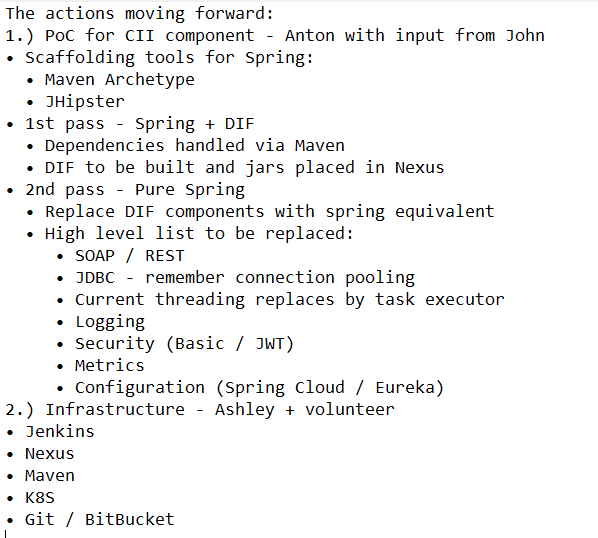 The actions moving forward:
1.) PoC for CII component - Anton with input from John
• Scaffolding tools for Spring:
• Maven Archetype
• JHipster
• 1st pass - Spring + DIF
• Dependencies handled via Maven
• DIF to be built and jars placed in Nexus
• 2nd pass - Pure Spring
• Replace DIF components with spring equivalent
• High level list to be replaced:
• SOAP / REST
• JDBC - remember connection pooling
• Current threading replaces by task executor
• Logging
• Security (Basic / JWT)
• Metrics
• Configuration (Spring Cloud / Eureka)
2.) Infrastructure - Ashley + volunteer
• Jenkins
• Nexus
• Maven
• K8S
• Git / BitBucket